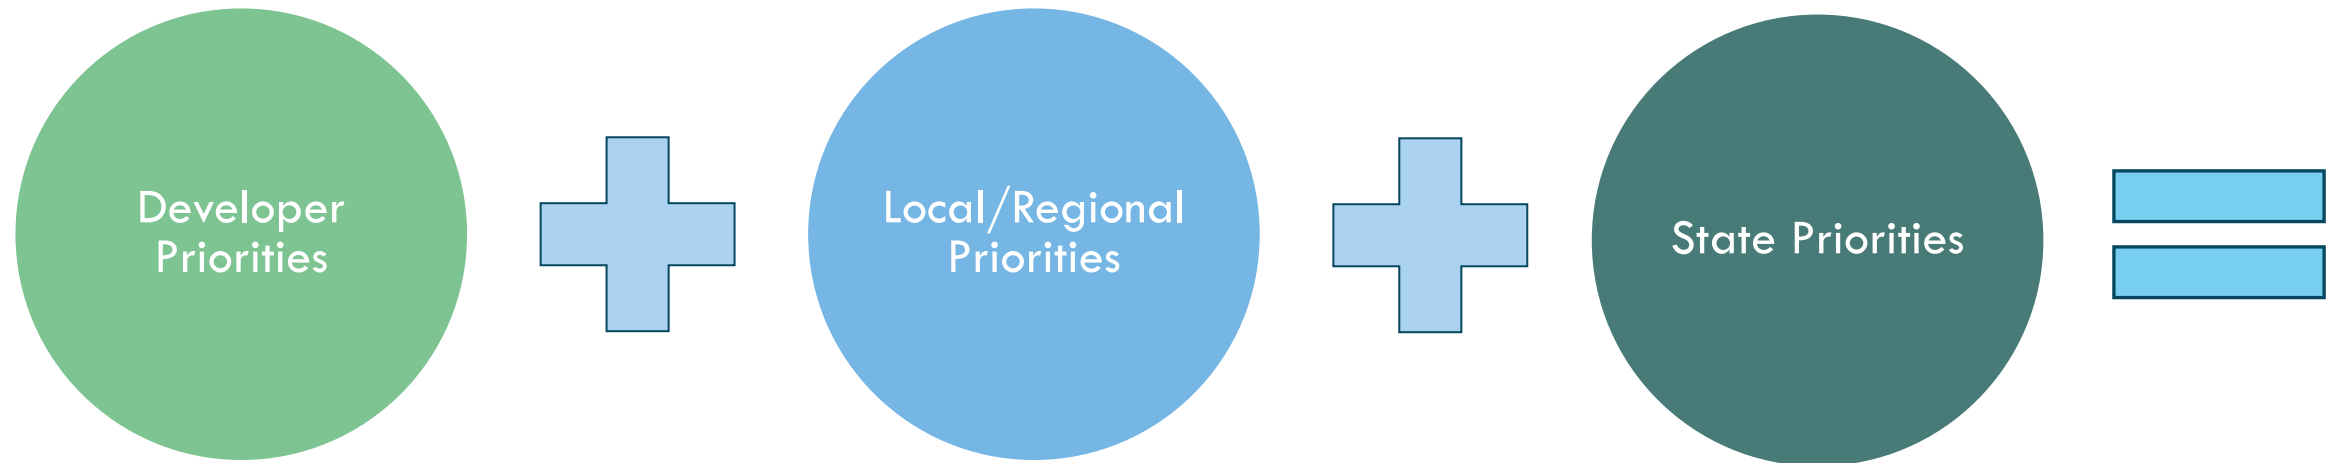 Developer
Priorities
Local/Regional
Priorities
State Priorities